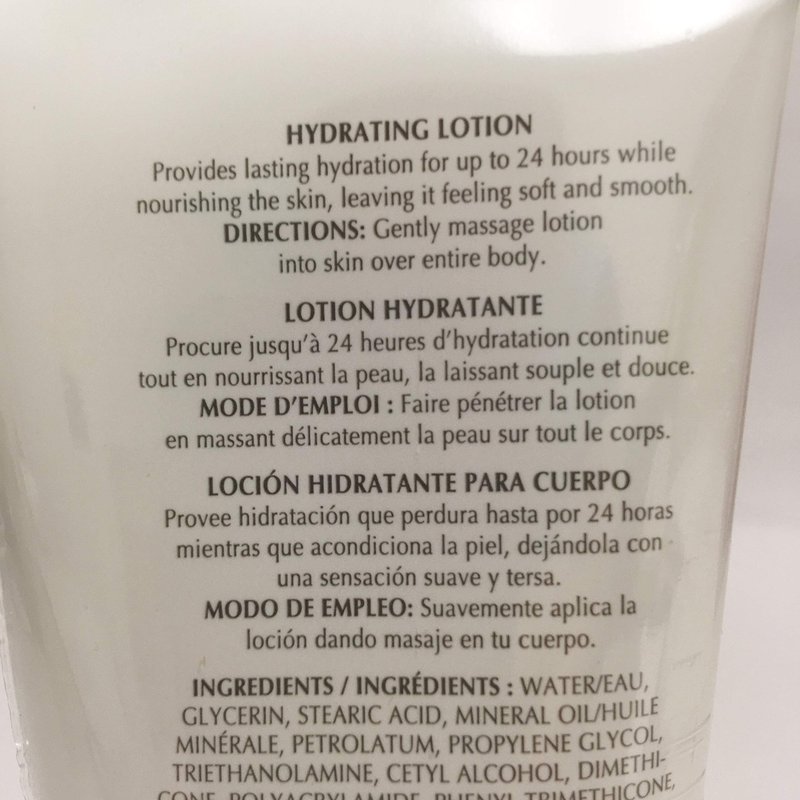 HYDRATING LOTION
Provides lasting hydration for up to 24 hours while
nourishing the skin, leaving it feeling soft and smooth.
DIRECTIONS: Gently massage lotion
into skin over entire body.
LOTION HYDRATANTE
Procure jusqu'à 24 heures d'hydratation continue
tout en nourrissant la peau, la laissant souple et douce.
MODE D'EMPLOI : Faire pénétrer la lotion
en massant délicatement la peau sur tout le corps.
LOCIÓN HIDRATANTE PARA CUERPO
Provee hidratación que perdura hasta por 24 horas
mientras que acondiciona la piel, dejándola con
una sensación suave y tersa.
MODO DE EMPLEO: Suavemente aplica la
loción dando masaje en tu cuerpo.
INGREDIENTS / INGRÉDIENTS : WATER/EAU,
GLYCERIN, STEARIC ACID, MINERAL OIL/HUILE
MINÉRALE, PETROLATUM, PROPYLENE GLYCOL,
TRIETHANOLAMINE, CETYL ALCOHOL, DIMETHI-
CONE, POLYACRYLAMIDE, PHENYL TRIMETHICONE,